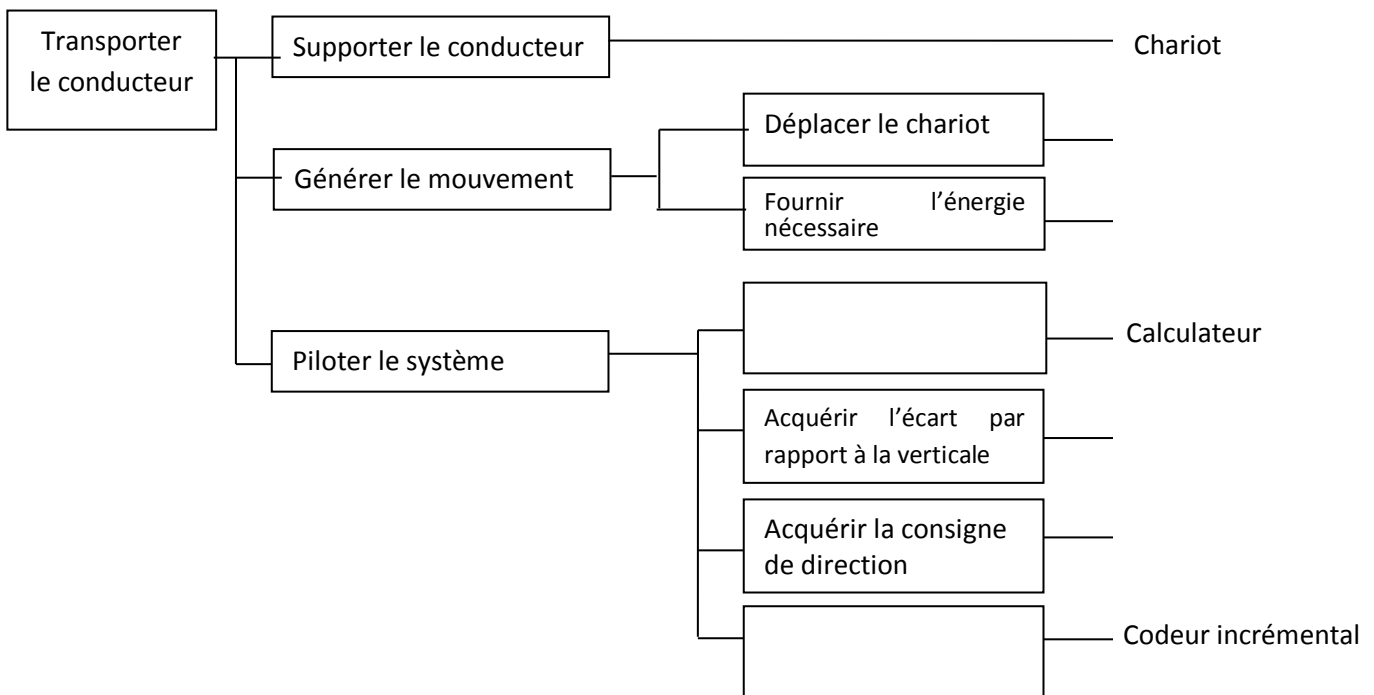 Transporter
le conducteur
Supporter le conducteur
Chariot
Générer le mouvement
Déplacer le chariot
Fournir l’énergie
nécessaire
Piloter le système
Calculateur
Acquérir l’écart par
rapport à la verticale
Acquérir la consigne
de direction
Codeur incrémental